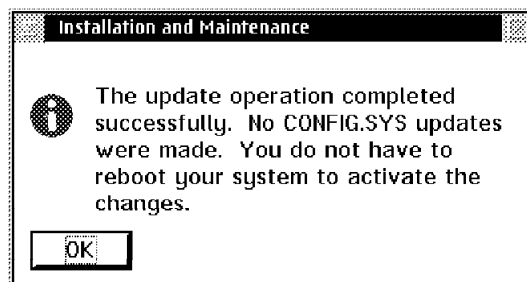 Installation and Maintenance
The update operation completed
successfully.  No CONFIG.SYS updates
were made.  You do not have to
reboot your system to activate the
changes.
OK